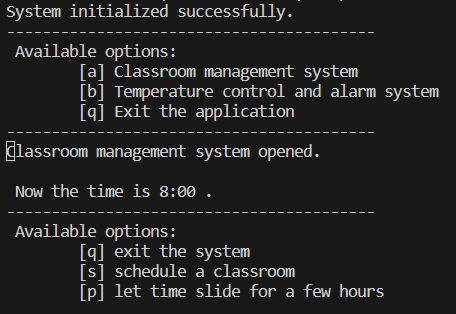 System initialized successfully.
----------------------------------------
Available options:
[a] Classroom management system
[b] Temperature control and alarm system
[q] Exit the application
----------------------------------------
Classroom management system opened.
Now the time is 8:00 .
----------------------------------------
Available options:
[q] exit the system
[s] schedule a classroom
[p] let time slide for a few hours